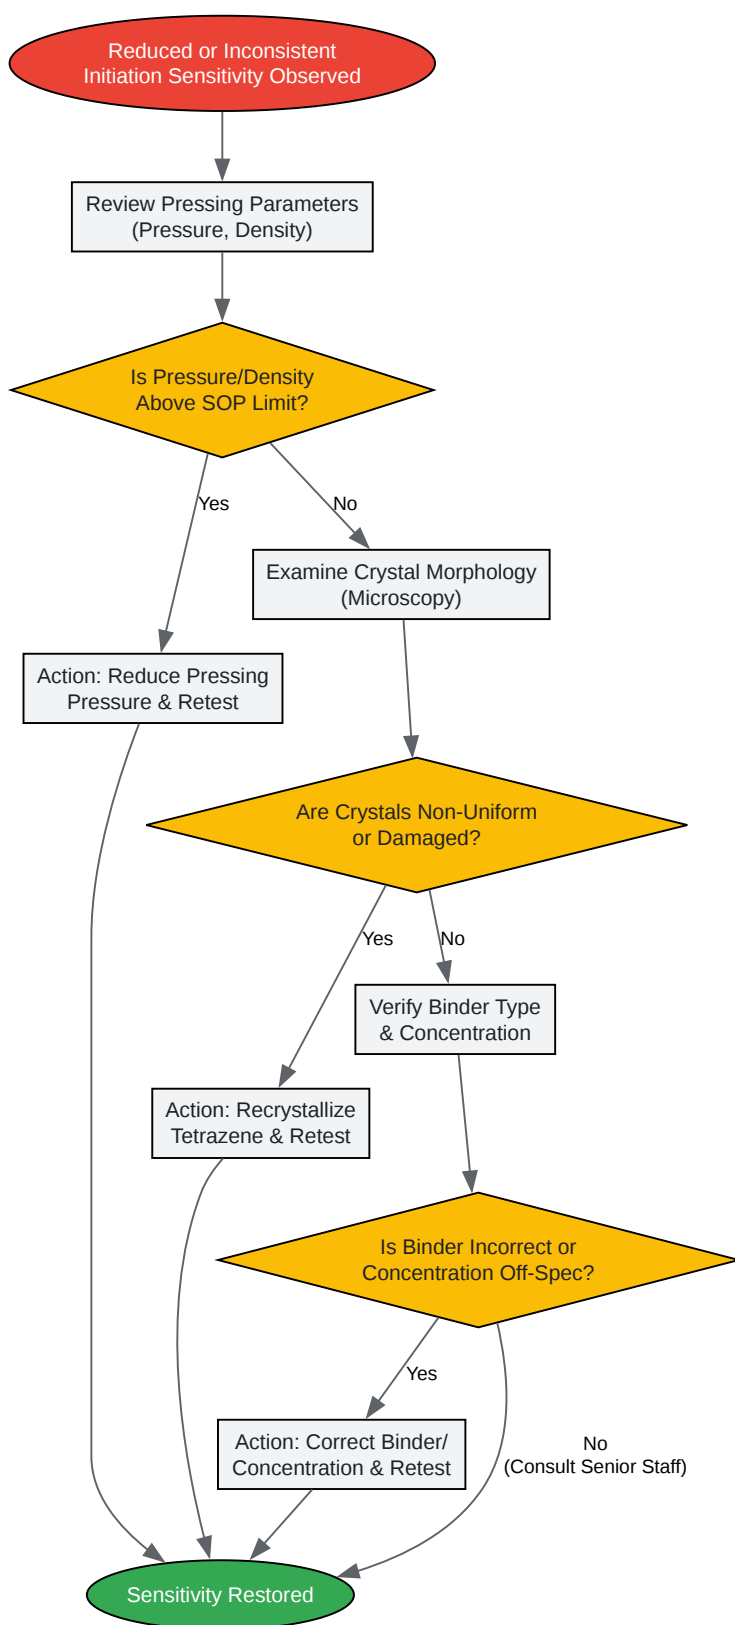 Reduced or Inconsistent
Initiation Sensitivity Observed
Review Pressing Parameters
(Pressure, Density)
Is Pressure/Density
Above SOP Limit?
Yes
No
Examine Crystal Morphology
(Microscopy)
Action: Reduce Pressing
Pressure & Retest
Are Crystals Non-Uniform
or Damaged?
Yes
No
Verify Binder Type
& Concentration
Action: Recrystallize
Tetrazene & Retest
Is Binder Incorrect or
Concentration Off-Spec?
Yes
No
(Consult Senior Staff)
Action: Correct Binder/
Concentration & Retest
Sensitivity Restored